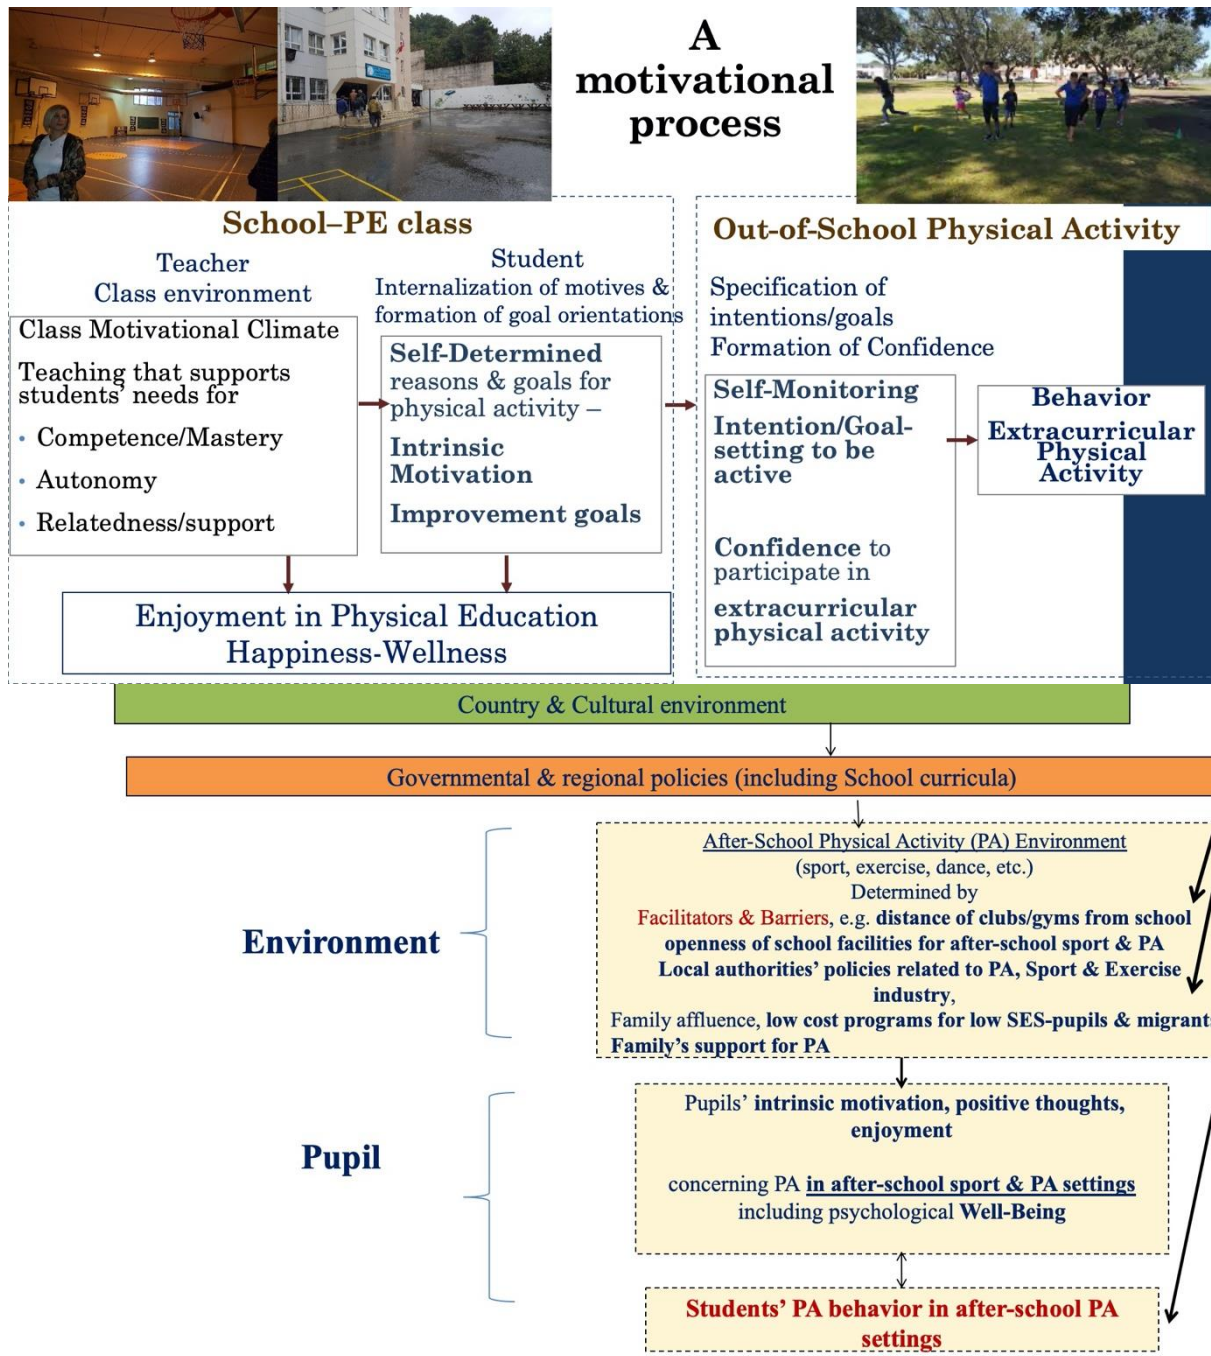 A
motivational
process
School–PE class
Teacher
Class environment
Class Motivational Climate
Teaching that supports
students’ needs for
• Competence/Mastery
• Autonomy
• Relatedness/support
Student
Internalization of motives &
formation of goal orientations
Self-Determined
reasons & goals for
physical activity –
Intrinsic
Motivation
Improvement goals
Enjoyment in Physical Education
Happiness-Wellness
Out-of-School Physical Activity
Specification of
intentions/goals
Formation of Confidence
Self-Monitoring
Intention/Goal-
setting to be
active
Confidence to
participate in
extracurricular
physical activity
Behavior
Extracurricular
Physical
Activity
Country & Cultural environment
Governmental & regional policies (including School curricula)
Environment
After-School Physical Activity (PA) Environment
(sport, exercise, dance, etc.)
Determined by
Facilitators & Barriers, e.g. distance of clubs/gyms from school
openness of school facilities for after-school sport & PA
Local authorities’ policies related to PA, Sport & Exercise
industry,
Family affluence, low cost programs for low SES-pupils & migrants
Family’s support for PA
Pupil
Pupils’ intrinsic motivation, positive thoughts,
enjoyment
concerning PA in after-school sport & PA settings
including psychological Well-Being
Students’ PA behavior in after-school PA
settings